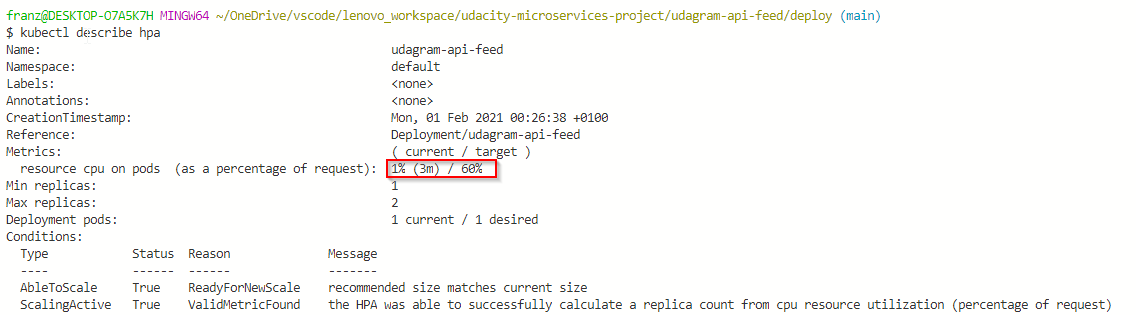 franz@DESKTOP-O7A5K7H MINGW64 ~/OneDrive/vscode/lenovo_workspace/udacity-microservices-project/udagram-api-feed/deploy (main)
$ kubectl describe hpa
Name: udagram-api-feed
Namespace: default
Labels: <none>
Annotations: <none>
CreationTimestamp: Mon, 01 Feb 2021 00:26:38 +0100
Reference: Deployment/udagram-api-feed
Metrics: ( current / target )
resource cpu on pods (as a percentage of request): 1% (3m) / 60%
Min replicas: 1
Max replicas: 2
Deployment pods: 1 current / 1 desired
Conditions:
Type Status Reason Message
---- ------ ------ -------
AbleToScale True ReadyForNewScale recommended size matches current size
ScalingActive True ValidMetricFound the HPA was able to successfully calculate a replica count from cpu resource utilization (percentage of request)